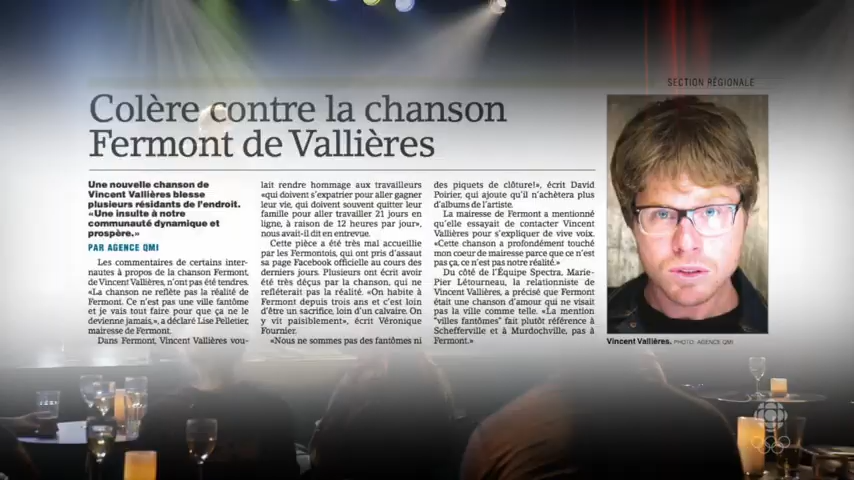 SECTION RÉGIONALE
Colère contre la chanson
Fermont de Vallières
Une nouvelle chanson de
Vincent Vallières blesse
plusieurs résidants de l'endroit.
«Une insulte à notre
communauté dynamique et
prospère.»
PAR AGENCE QMI
Les commentaires de certains inter-
nautes à propos de la chanson Fermont,
de Vincent Vallières, n'ont pas été tendres.
«La chanson ne reflète pas la réalité de
Fermont. Ce n'est pas une ville fantôme
et je vais tout faire pour que ça ne le
devienne jamais,», a déclaré Lise Pelletier,
mairesse de Fermont.
Dans Fermont, Vincent Vallières vou-
lait rendre hommage aux travailleurs
«qui doivent s'expatrier pour aller gagner
leur vie, qui doivent souvent quitter leur
famille pour aller travailler 21 jours en
ligne, à raison de 12 heures par jour»,
nous avait-il dit en entrevue.
Cette pièce a été très mal accueillie
par les Fermontois, qui ont pris d'assaut
sa page Facebook officielle au cours des
derniers jours. Plusieurs ont écrit avoir
été très déçus par la chanson, qui ne
refléterait pas la réalité. «On habite à
Fermont depuis trois ans et c'est loin
d'être un sacrifice, loin d'un calvaire. On
y vit paisiblement», écrit Véronique
Fournier.
«Nous ne sommes pas des fantômes ni
des piquets de clôture!», écrit David
Poirier, qui ajoute qu'il n'achètera plus
d'albums de l'artiste.
La mairesse de Fermont a mentionné
qu'elle essayait de contacter Vincent
Vallières pour s'expliquer de vive voix.
«Cette chanson a profondément touché
mon coeur de mairesse parce que ce n'est
pas ça, ce n'est pas notre réalité.»
Du côté de l'Équipe Spectra, Marie-
Pier Létourneau, la relationniste de
Vincent Vallières, a précisé que Fermont
était une chanson d'amour qui ne visait
pas la ville comme telle. «La mention
"villes fantômes" fait plutôt référence à
Schefferville et à Murdochville, pas à
Fermont.»
Vincent Vallières. PHOTO AGENCE QMI